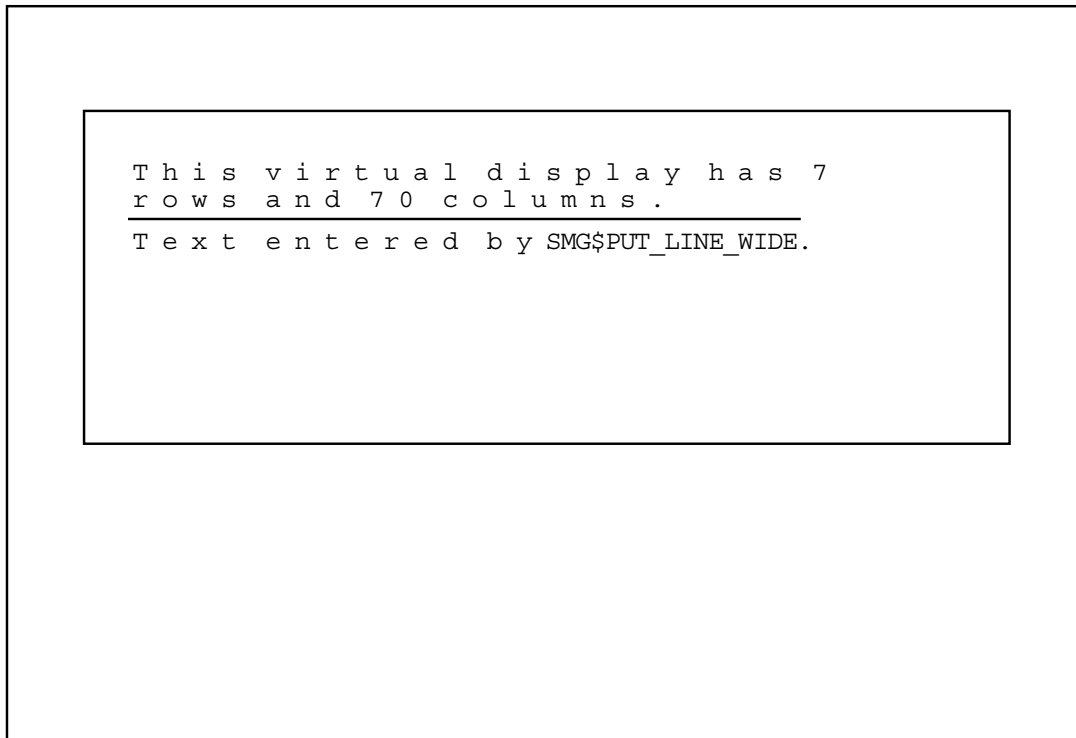 This virtual display has 7
rows and 70 columns.
Text entered by SMG$PUT_LINE_WIDE.